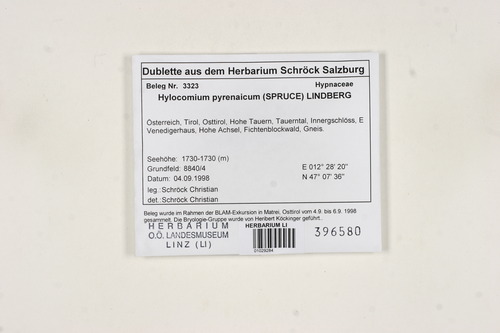 Dublette aus dem Herbarium Schröck Salzburg
Beleg Nr. 3323 Hypnaceae
Hylocomium pyrenaicum (SPRUCE) LINDBERG
Österreich, Tirol, Osttirol, Hohe Tauern, Tauerntal, Innergschlöss, E
Venedigerhaus, Hohe Achsel, Fichtenblockwald, Gneis.
Seehöhe: 1730-1730 (m) E 012° 28' 20''
Grundfeld: 8840/4 N 47° 07' 36''
Datum: 04.09.1998
leg. Schröck Christian
det. Schröck Christian
Beleg wurde im Rahmen der BLAM-Exkursion in Matrei, Osttirol vom 4.9. bis 6.9. 1998
gesammelt. Die Bryologie-Gruppe wurde von Heribert Köckinger geführt.
HERBARIUM
O.Ö. LANDESMUSEUM
LINZ (LI)
HERBARIUM LI
01029284
396580